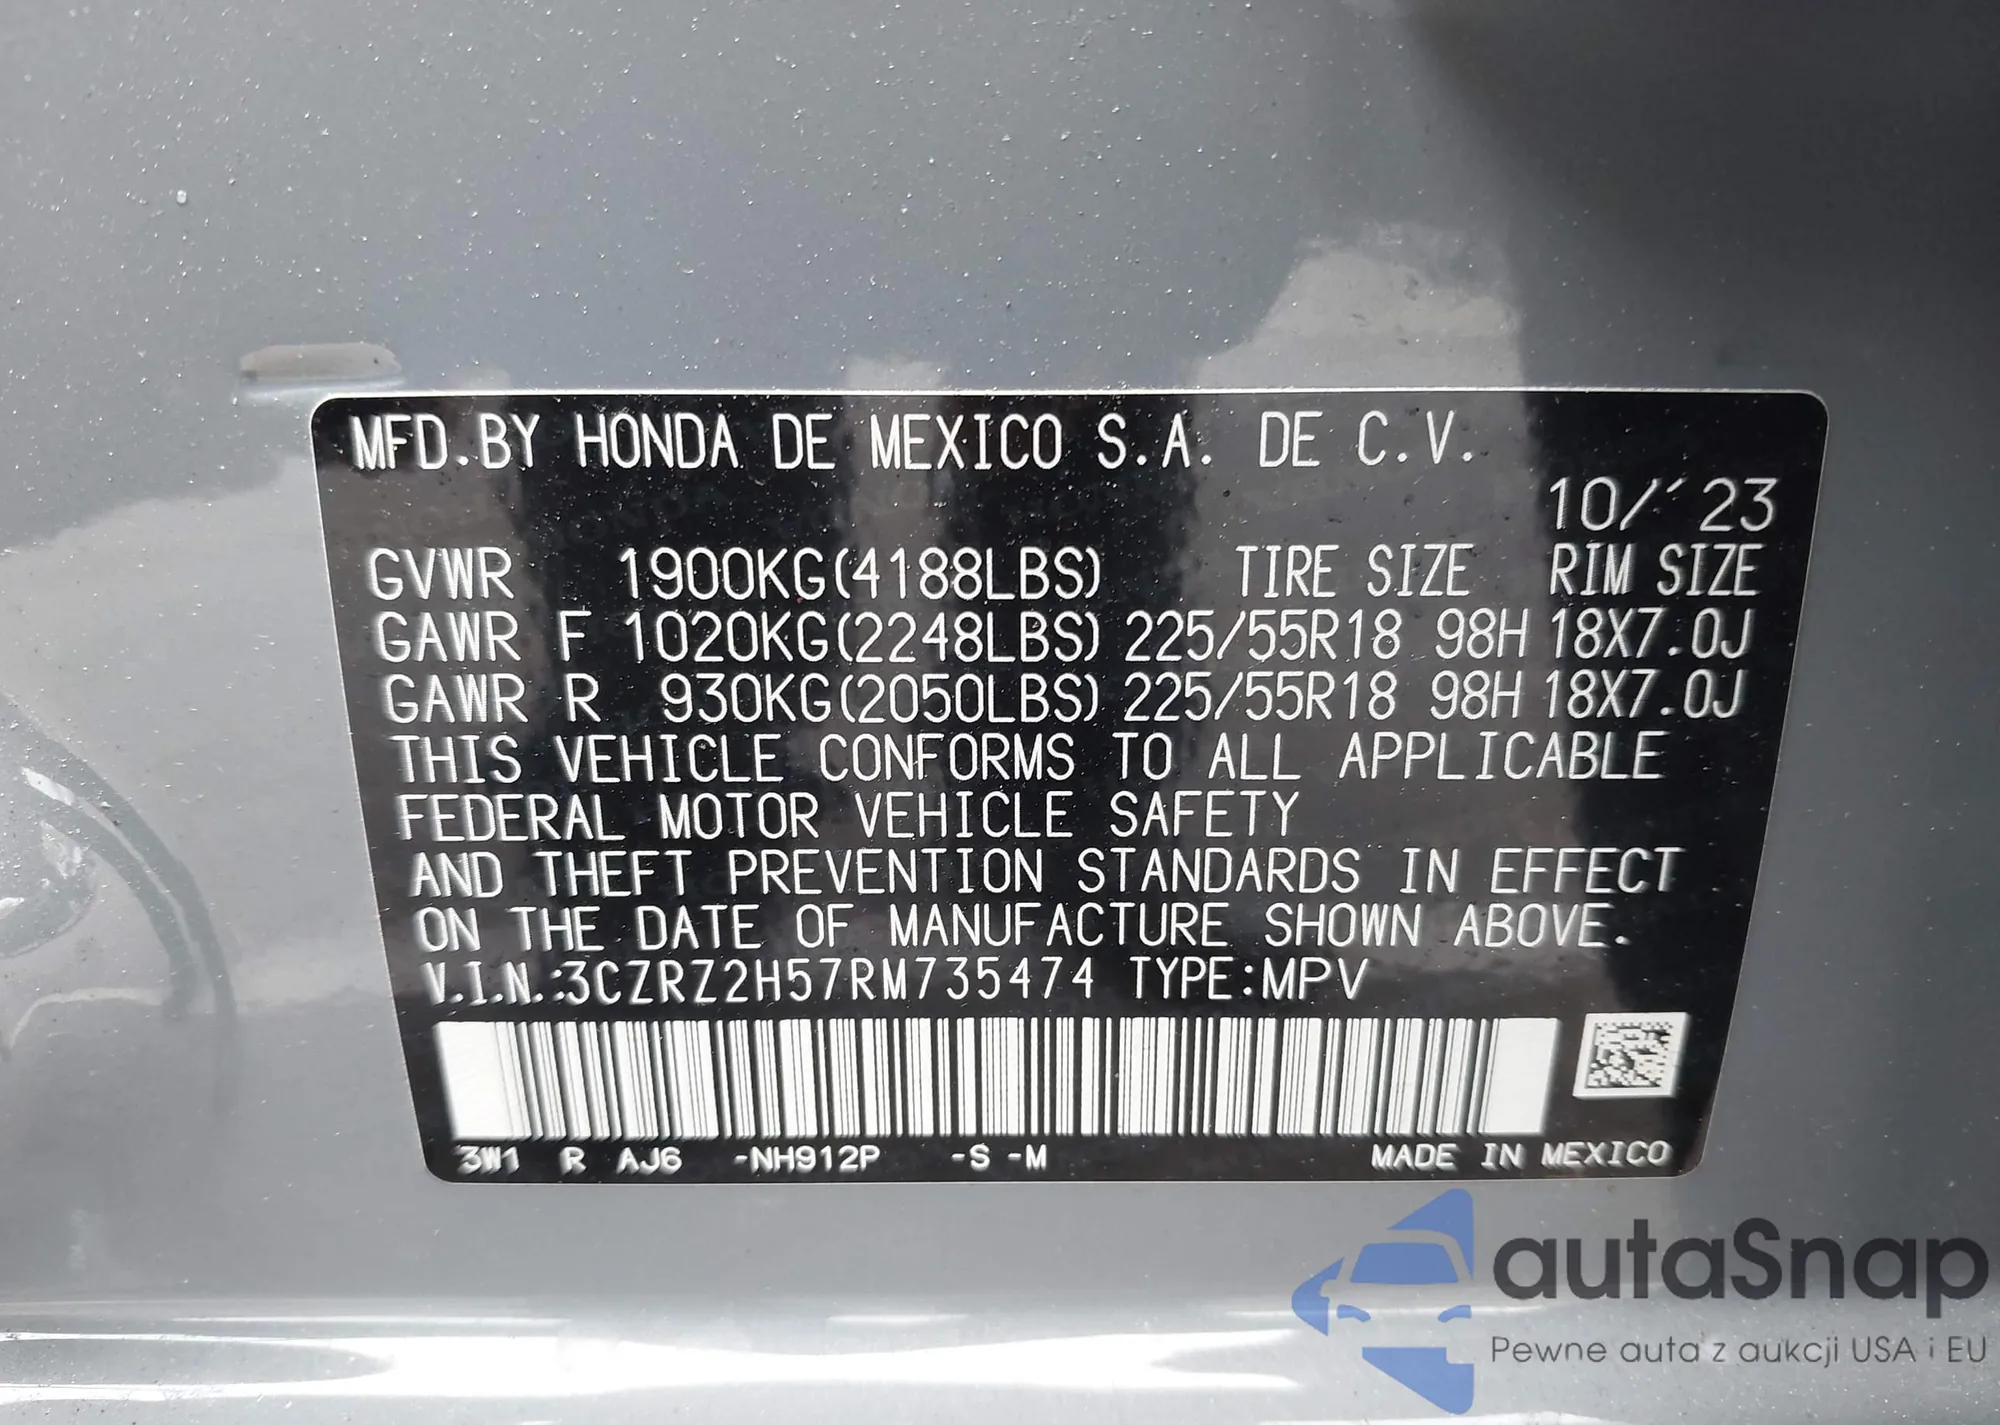 MFD.BY HONDA DE MEXICO S.A. DE C.V.
10/'23
GVWR 1900KG(4188LBS) TIRE SIZE RIM SIZE
GAWR F 1020KG(2248LBS) 225/55R18 98H 18X7.0J
GAWR R 930KG(2050LBS) 225/55R18 98H 18X7.0J
THIS VEHICLE CONFORMS TO ALL APPLICABLE
FEDERAL MOTOR VEHICLE SAFETY
AND THEFT PREVENTION STANDARDS IN EFFECT
ON THE DATE OF MANUFACTURE SHOWN ABOVE.
V.I.N.:3CZRZ2H57RM735474 TYPE:MPV
3W1 R AJ6 -NH912P -S -M MADE IN MEXICO
autaSnap
Pewne auta z aukcji USA i EU